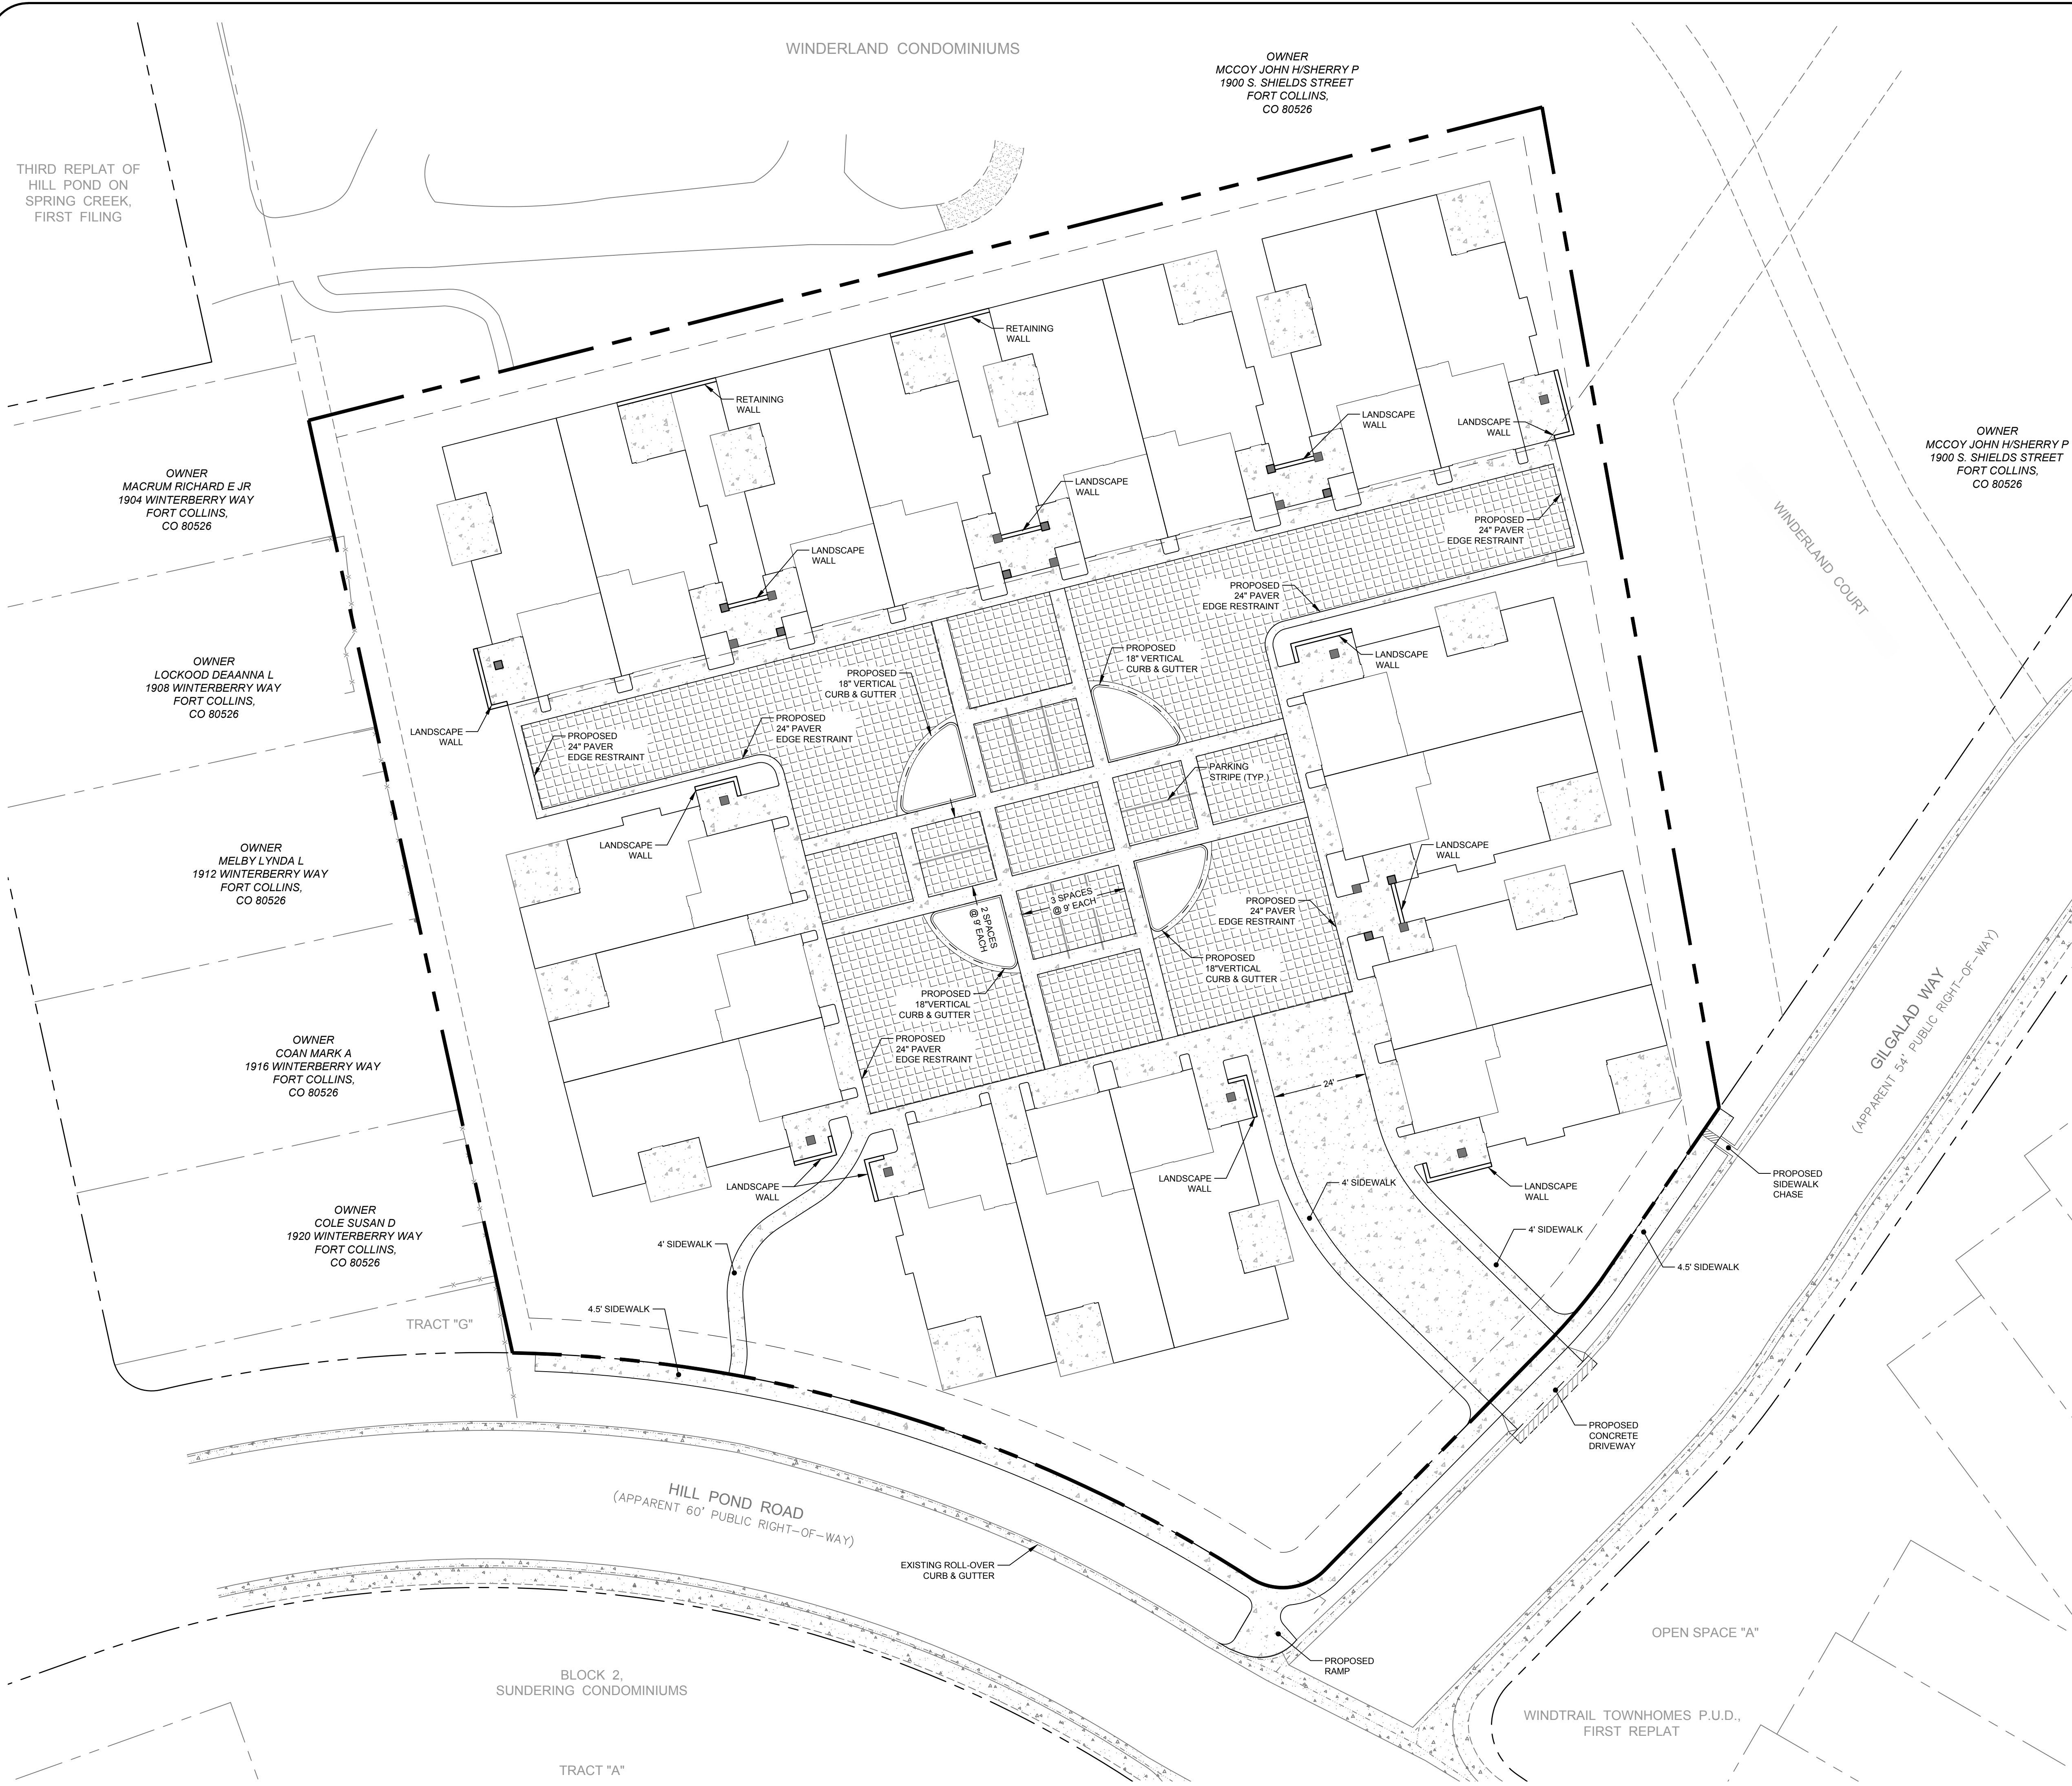 WINDERLAND CONDOMINIUMS
OWNER
MCCOY JOHN H/SHERRY P
1900 S. SHIELDS STREET
FORT COLLINS,
CO 80526
THIRD REPLAT OF
HILL POND ON
SPRING CREEK,
FIRST FILING
RETAINING
WALL
RETAINING
WALL
LANDSCAPE
WALL
LANDSCAPE
WALL
OWNER
MCCOY JOHN H/SHERRY P
1900 S. SHIELDS STREET
FORT COLLINS,
CO 80526
OWNER
MACRUM RICHARD E JR
1904 WINTERBERRY WAY
FORT COLLINS,
CO 80526
LANDSCAPE
WALL
PROPOSED
24" PAVER
EDGE RESTRAINT
WINDERLAND COURT
LANDSCAPE
WALL
PROPOSED
24" PAVER
EDGE RESTRAINT
OWNER
LOCKOOD DEAANNA L
1908 WINTERBERRY WAY
FORT COLLINS,
CO 80526
PROPOSED
18" VERTICAL
CURB & GUTTER
LANDSCAPE
WALL
PROPOSED
18" VERTICAL
CURB & GUTTER
LANDSCAPE
WALL
PROPOSED
24" PAVER
EDGE RESTRAINT
PROPOSED
24" PAVER
EDGE RESTRAINT
PARKING
STRIPE (TYP.)
OWNER
MELBY LYNDA L
1912 WINTERBERRY WAY
FORT COLLINS,
CO 80526
LANDSCAPE
WALL
LANDSCAPE
WALL
3 SPACES
@ 9' EACH
2 SPACES
@ 9' EACH
PROPOSED
24" PAVER
EDGE RESTRAINT
PROPOSED
18"VERTICAL
CURB & GUTTER
PROPOSED
18"VERTICAL
CURB & GUTTER
GILGALAD WAY
(APPARENT 54' PUBLIC RIGHT-OF-WAY)
OWNER
COAN MARK A
1916 WINTERBERRY WAY
FORT COLLINS,
CO 80526
PROPOSED
24" PAVER
EDGE RESTRAINT
24'
LANDSCAPE
WALL
LANDSCAPE
WALL
4' SIDEWALK
LANDSCAPE
WALL
PROPOSED
SIDEWALK
CHASE
OWNER
COLE SUSAN D
1920 WINTERBERRY WAY
FORT COLLINS,
CO 80526
4' SIDEWALK
4' SIDEWALK
4.5' SIDEWALK
4.5' SIDEWALK
TRACT "G"
PROPOSED
CONCRETE
DRIVEWAY
HILL POND ROAD
(APPARENT 60' PUBLIC RIGHT-OF-WAY)
EXISTING ROLL-OVER
CURB & GUTTER
OPEN SPACE "A"
PROPOSED
RAMP
BLOCK 2,
SUNDERING CONDOMINIUMS
WINDTRAIL TOWNHOMES P.U.D.,
FIRST REPLAT
TRACT "A"